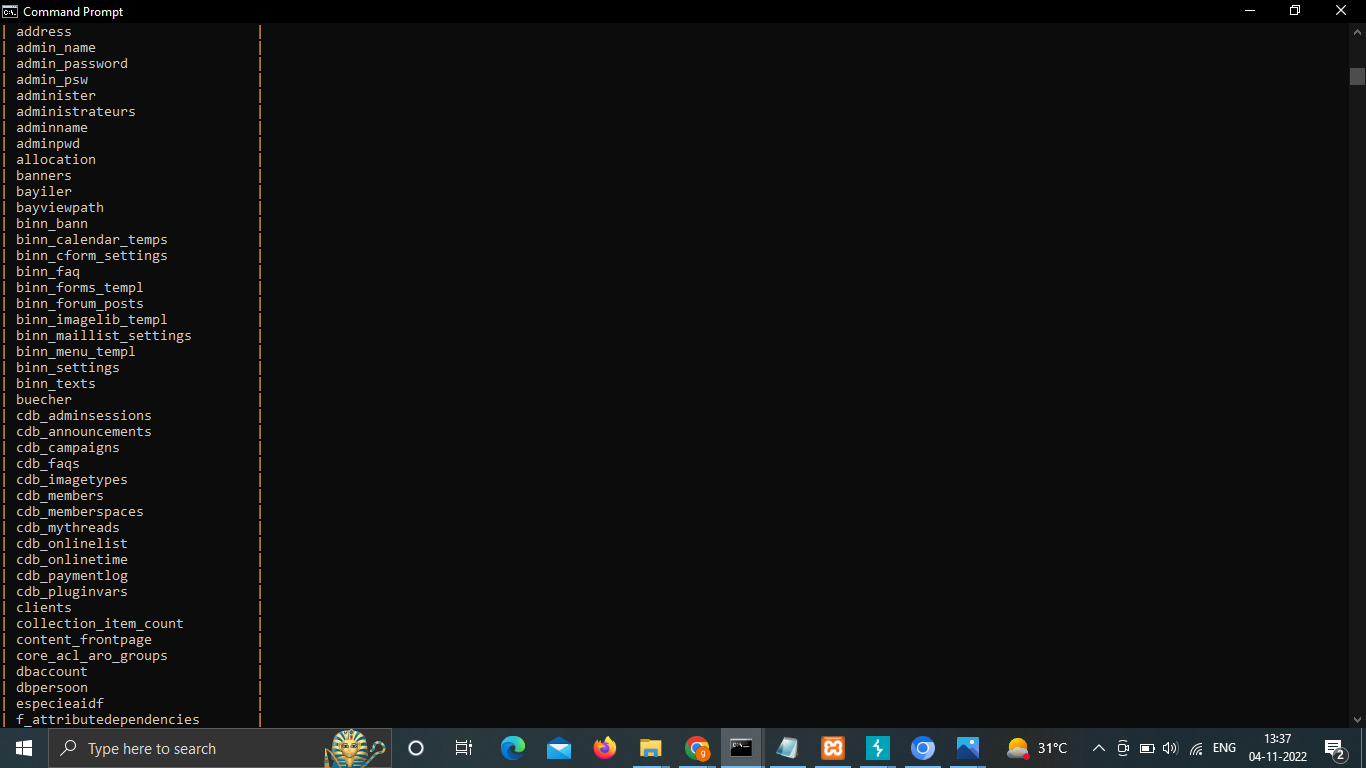 Command Prompt
| address |
| admin_name |
| admin_password |
| admin_psw |
| administer |
| administrateurs |
| adminname |
| adminpwd |
| allocation |
| banners |
| bayiler |
| bayviewpath |
| binn_bann |
| binn_calendar_temps |
| binn_cform_settings |
| binn_faq |
| binn_forms_templ |
| binn_forum_posts |
| binn_imagelib_templ |
| binn_maillist_settings |
| binn_menu_templ |
| binn_settings |
| binn_texts |
| buecher |
| cdb_adminsessions |
| cdb_announcements |
| cdb_campaigns |
| cdb_faqs |
| cdb_imagetypes |
| cdb_members |
| cdb_memberspaces |
| cdb_mythreads |
| cdb_onlinelist |
| cdb_onlinetime |
| cdb_paymentlog |
| cdb_pluginvars |
| clients |
| collection_item_count |
| content_frontpage |
| core_acl_aro_groups |
| dbaccount |
| dbpersoon |
| especieaidf |
| f_attributedependencies |
Type here to search
31°C
ENG
13:37
04-11-2022
2